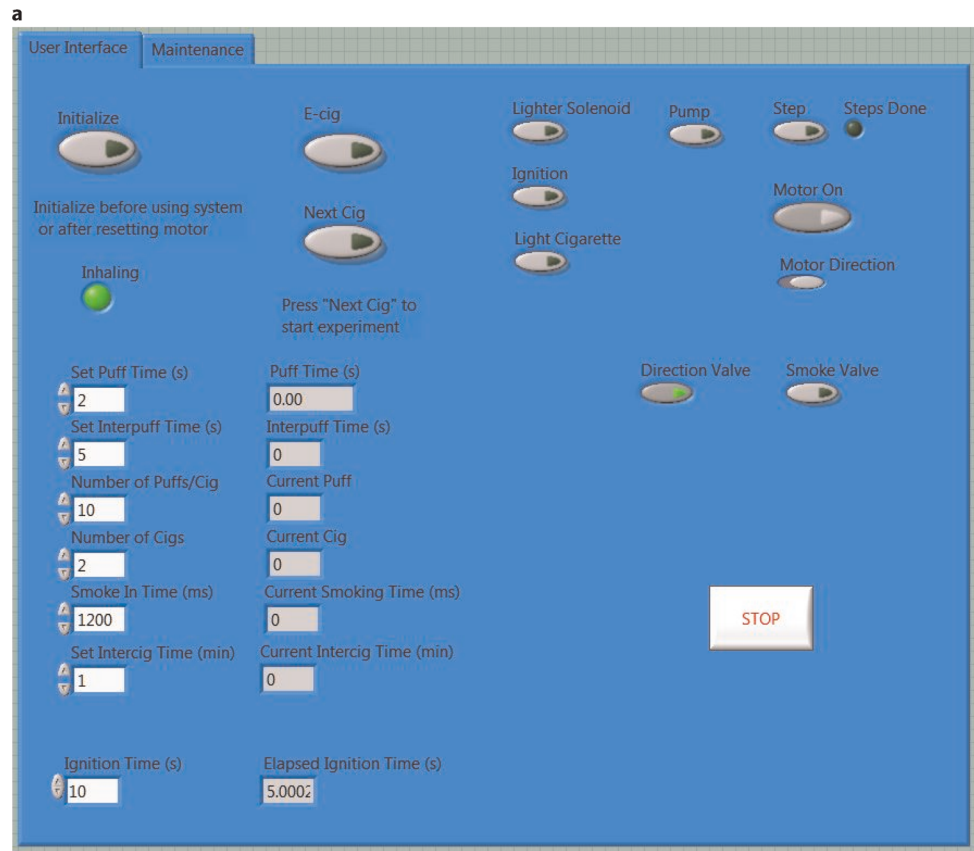 a
User Interface
Maintenance
Initialize
E-cig
Lighter Solenoid
Pump
Step
Steps Done
Ignition
Motor On
Initialize before using system
or after resetting motor
Next Cig
Light Cigarette
Motor Direction
Inhaling
Press "Next Cig" to
start experiment
Set Puff Time (s)
2
Puff Time (s)
0.00
Direction Valve
Smoke Valve
Set Interpuff Time (s)
5
Interpuff Time (s)
0
Number of Puffs/Cig
10
Current Puff
0
Number of Cigs
2
Current Cig
0
Smoke In Time (ms)
1200
Current Smoking Time (ms)
0
STOP
Set Intercig Time (min)
1
Current Intercig Time (min)
0
Ignition Time (s)
10
Elapsed Ignition Time (s)
5.0002